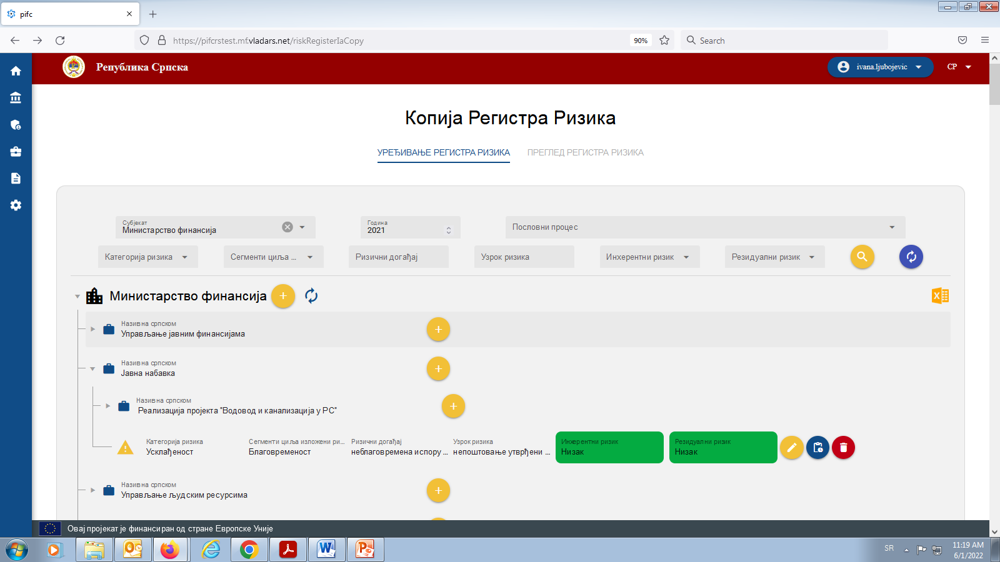 pifc
https://pifcrstest.mf.vladars.net/riskRegisterIaCopy
90%
Search
Република Српска
ivana.ljubojevic
СР
Копија Регистра Ризика
УРЕЂИВАЊЕ РЕГИСТРА РИЗИКА
ПРЕГЛЕД РЕГИСТРА РИЗИКА
Субјекат
Министарство финансија
Година
2021
Пословни процес
Категорија ризика
Сегменти циља ...
Ризични догађај
Узрок ризика
Инхерентни ризик
Резидуални ризик
Министарство финансија
Назив на српском
Управљање јавним финансијама
Назив на српском
Јавна набавка
Назив на српском
Реализација пројекта "Водовод и канализација у РС"
Категорија ризика
Усклађеност
Сегменти циља изложени ри...
Благовременост
Ризични догађај
неблаговремена испору ...
Узрок ризика
непоштовање утврђени ...
Инхерентни ризик
Низак
Резидуални ризик
Низак
Назив на српском
Управљање људским ресурсима
Овај пројекат је финансиран од стране Европске Уније
SR
11:19 AM
6/1/2022